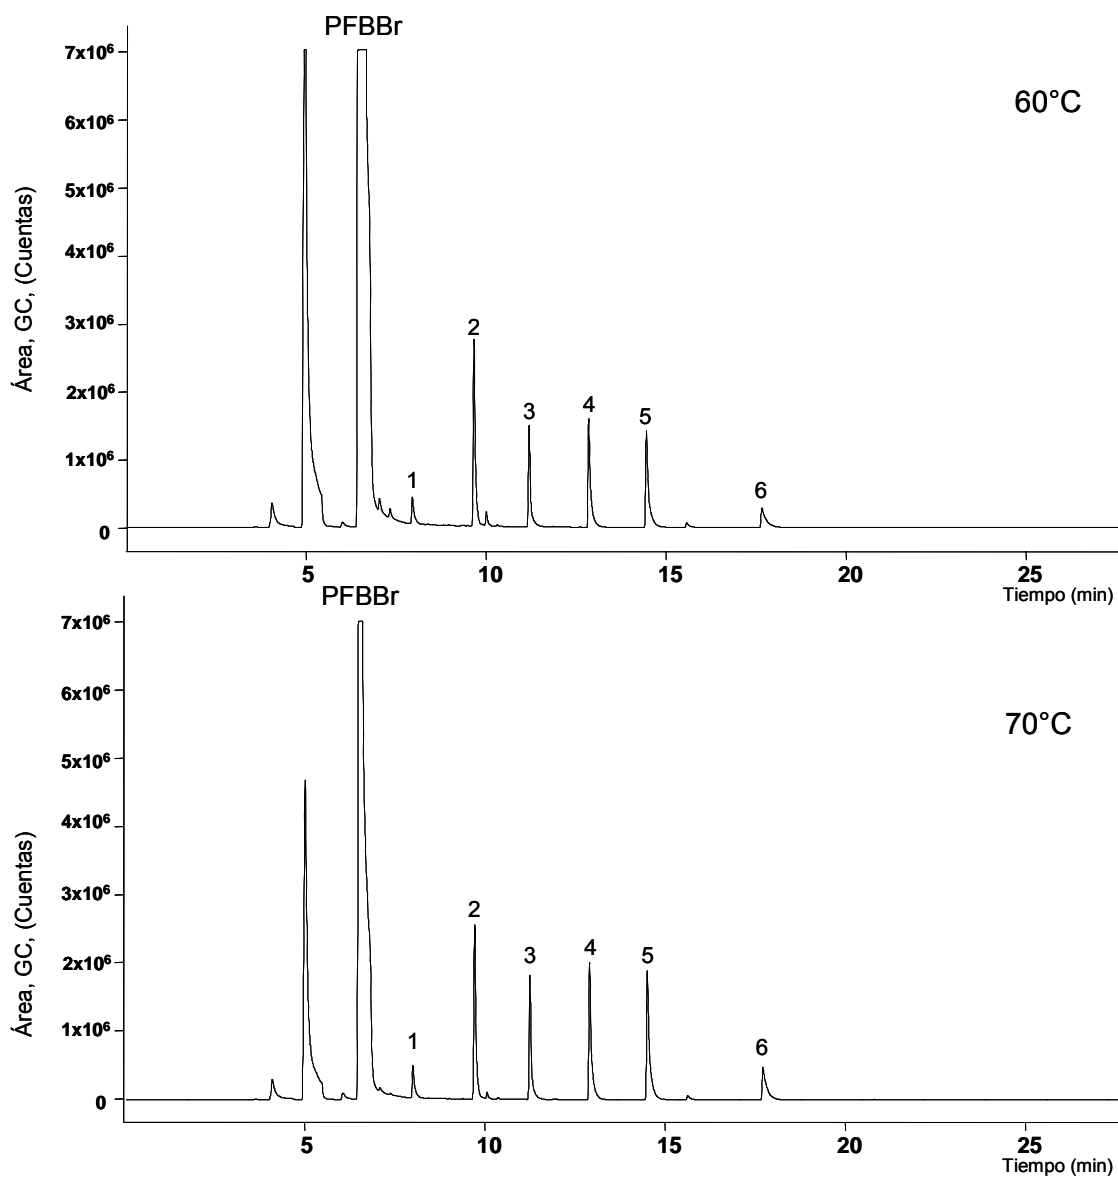 PFBBr
7x10⁶
60°C
6x10⁶
5x10⁶
4x10⁶
3x10⁶
2
2x10⁶
3
4
5
1x10⁶
1
6
0
Área, GC, (Cuentas)
5
10
15
20
25
Tiempo (min)
PFBBr
7x10⁶
6x10⁶
70°C
5x10⁶
4x10⁶
3x10⁶
2
2x10⁶
3
4
5
1x10⁶
1
6
0
Área, GC, (Cuentas)
5
10
15
20
25
Tiempo (min)